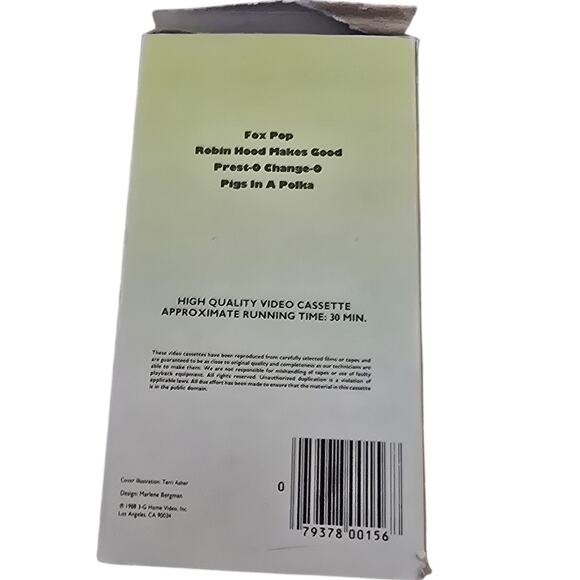 Fox Pop
Robin Hood Makes Good
Prest-O Change-O
Pigs In A Polka
HIGH QUALITY VIDEO CASSETTE
APPROXIMATE RUNNING TIME: 30 MIN.
These video cassettes have been reproduced from carefully selected films or tapes and
are guaranteed to be as close to original quality and completeness as our technicians are
able to make them. We are not responsible for mishandling of tapes or use of faulty
playback equipment. All rights reserved. Unauthorized duplication is a violation of
applicable laws. All due effort has been made to ensure that the material in this cassette
is in the public domain.
Cover Illustration: Terri Asher
Design: Marlene Bergman
℗ 1988 3-G Home Video, Inc
Los Angeles, CA 90034
0 79378 00156